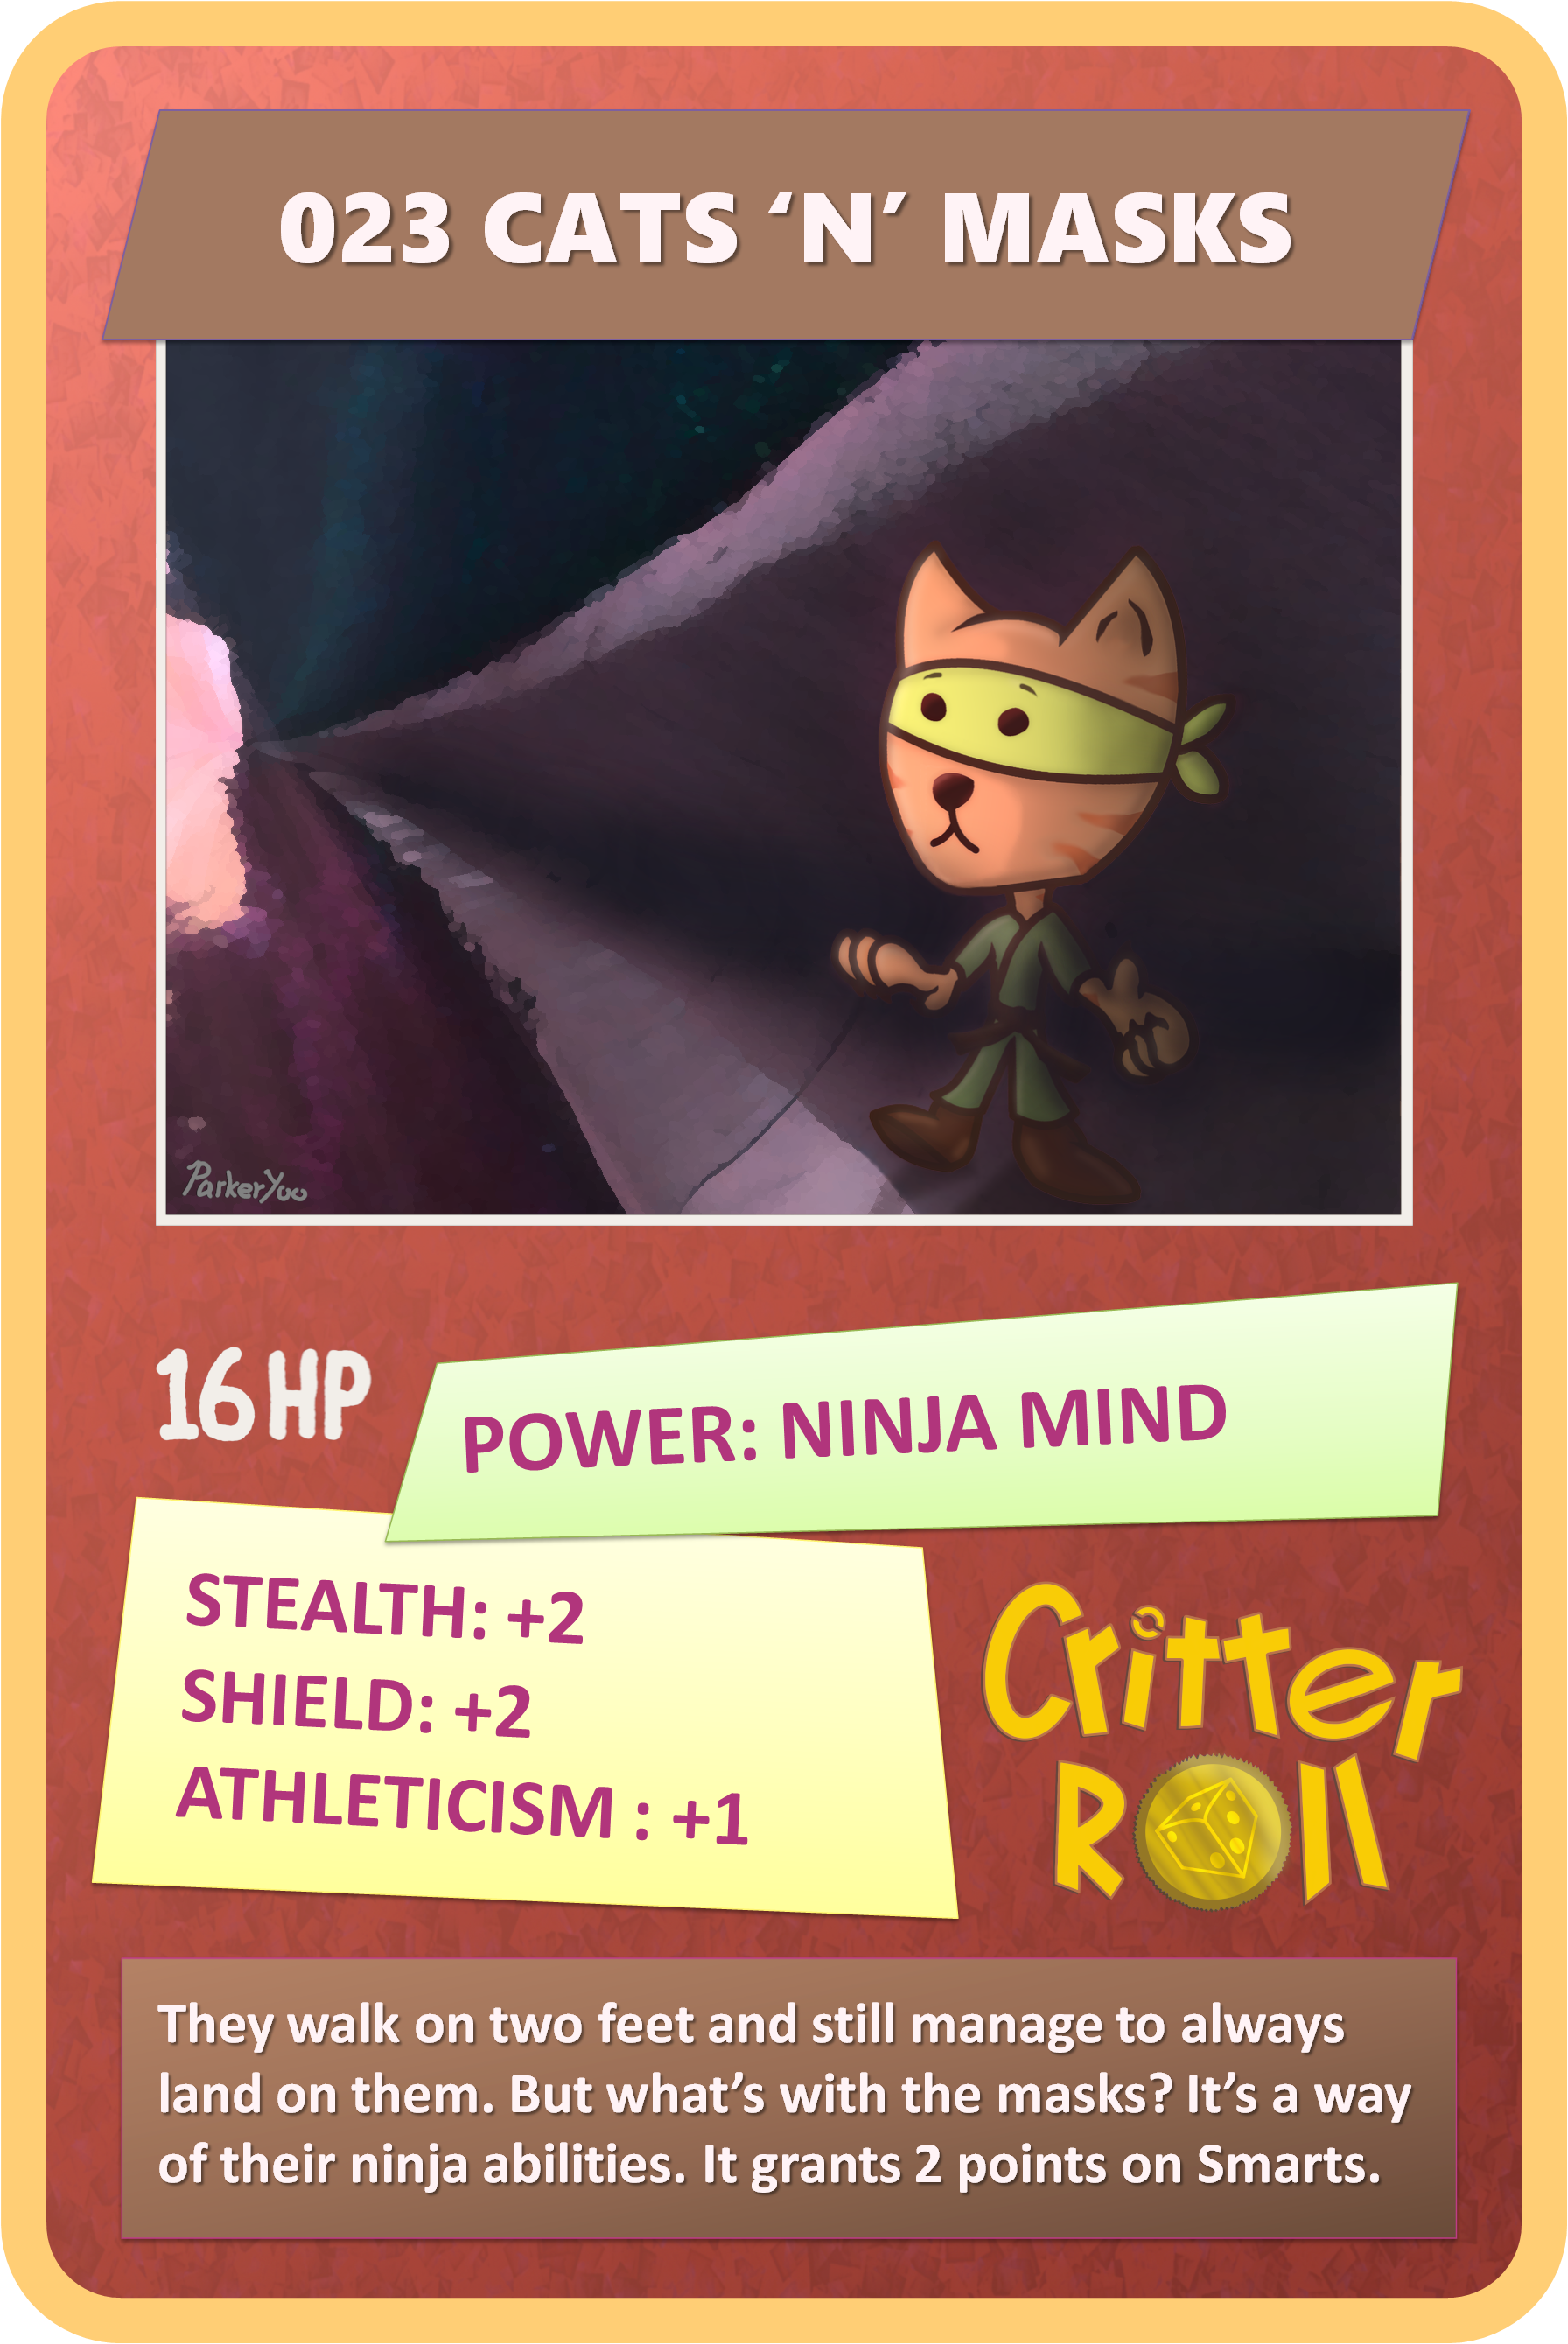 023 CATS ‘N’ MASKS
ParkerYoo
16 HP
POWER: NINJA MIND
STEALTH: +2
SHIELD: +2
ATHLETICISM : +1
Critter
Roll
They walk on two feet and still manage to always
land on them. But what’s with the masks? It’s a way
of their ninja abilities. It grants 2 points on Smarts.